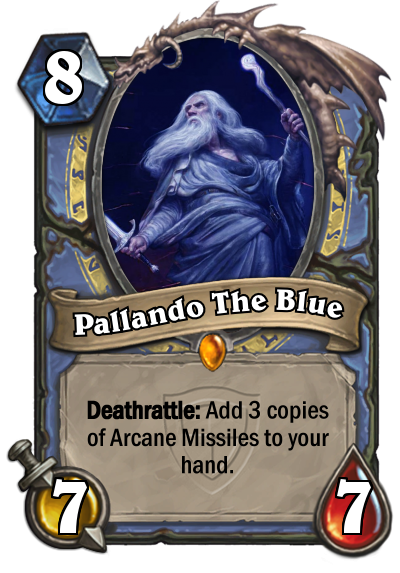 8
Pallando The Blue
Deathrattle: Add 3 copies
of Arcane Missiles to your
hand.
7
7